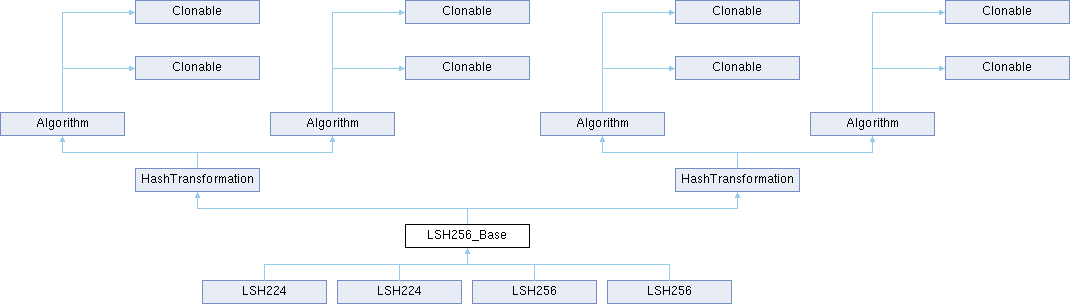 Clonable
Clonable
Clonable
Clonable
Clonable
Clonable
Clonable
Clonable
Algorithm
Algorithm
Algorithm
Algorithm
HashTransformation
HashTransformation
LSH256_Base
LSH224
LSH224
LSH256
LSH256